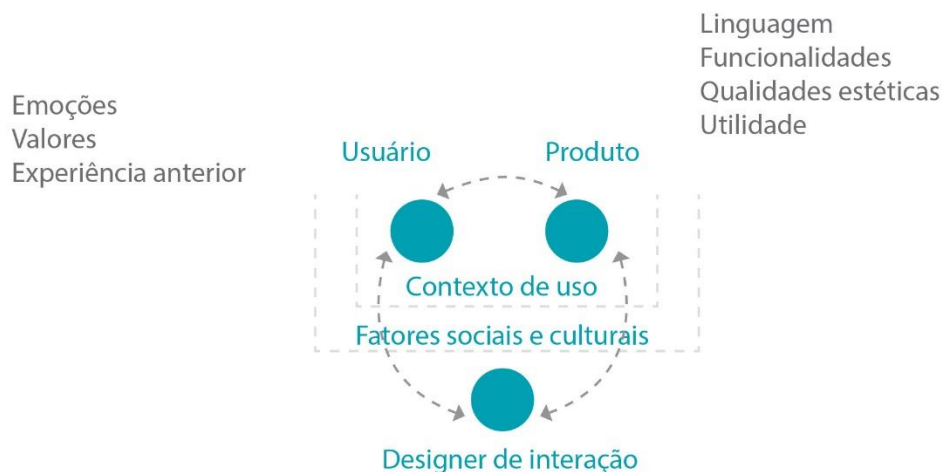 Linguagem
Funcionalidades
Qualidades estéticas
Utilidade
Emoções
Valores
Experiência anterior
Usuário
Produto
Contexto de uso
Fatores sociais e culturais
Designer de interação